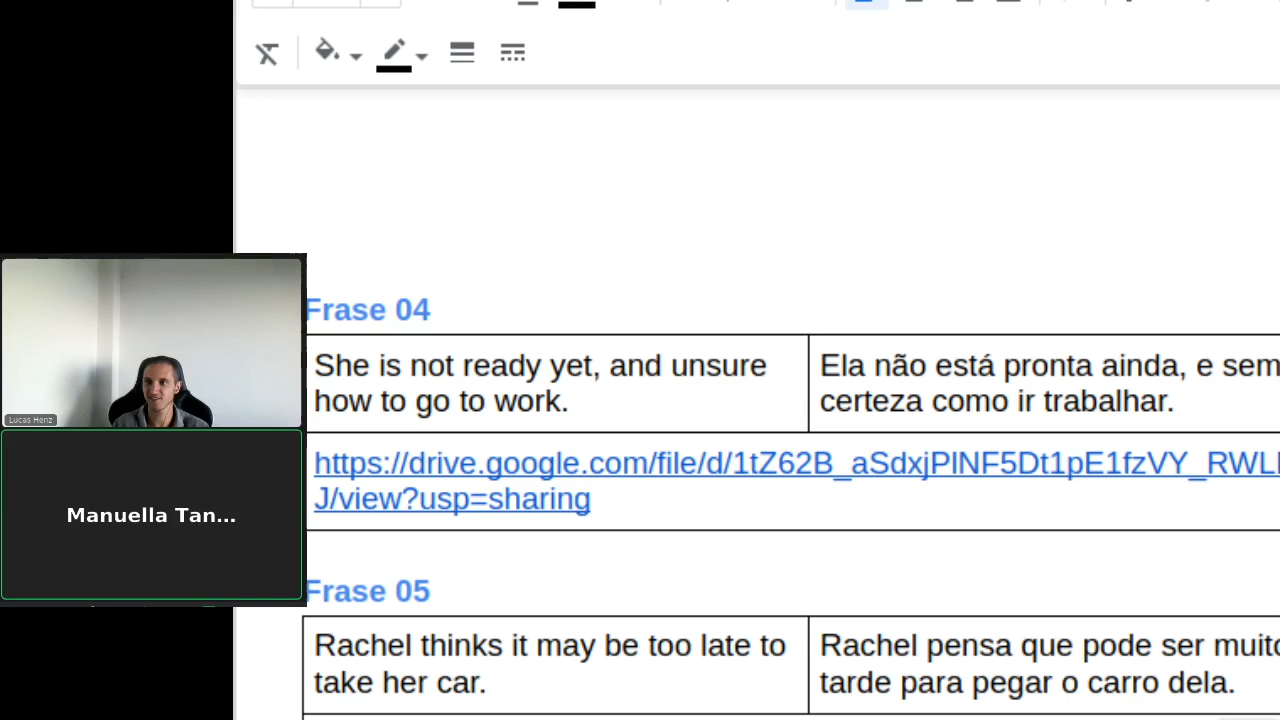 Frase 04
She is not ready yet, and unsure
how to go to work.
Ela não está pronta ainda, e sem
certeza como ir trabalhar.
https://drive.google.com/file/d/1tZ62B_aSdxjPlNF5Dt1pE1fzVY_RWL
J/view?usp=sharing
Lucas Henz
Manuella Tan...
Frase 05
Rachel thinks it may be too late to
take her car.
Rachel pensa que pode ser muito
tarde para pegar o carro dela.